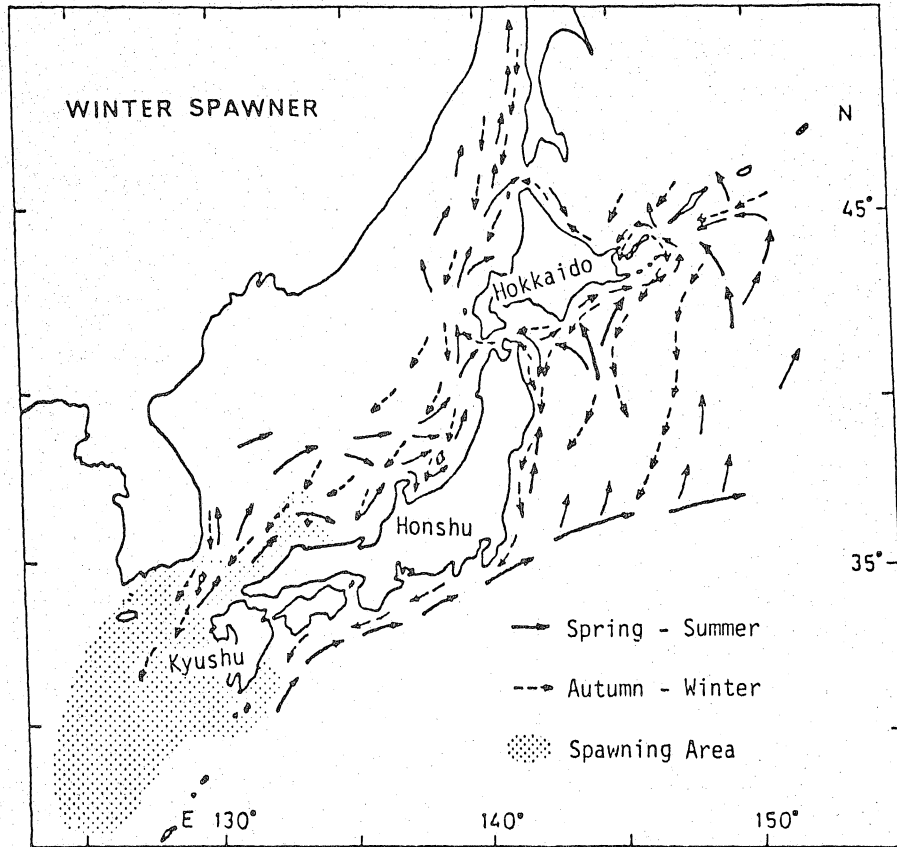 WINTER SPAWNER
N
45°
Hokkaido
Honshu
35°
Spring - Summer
Kyushu
Autumn - Winter
Spawning Area
E 130° 140° 150°